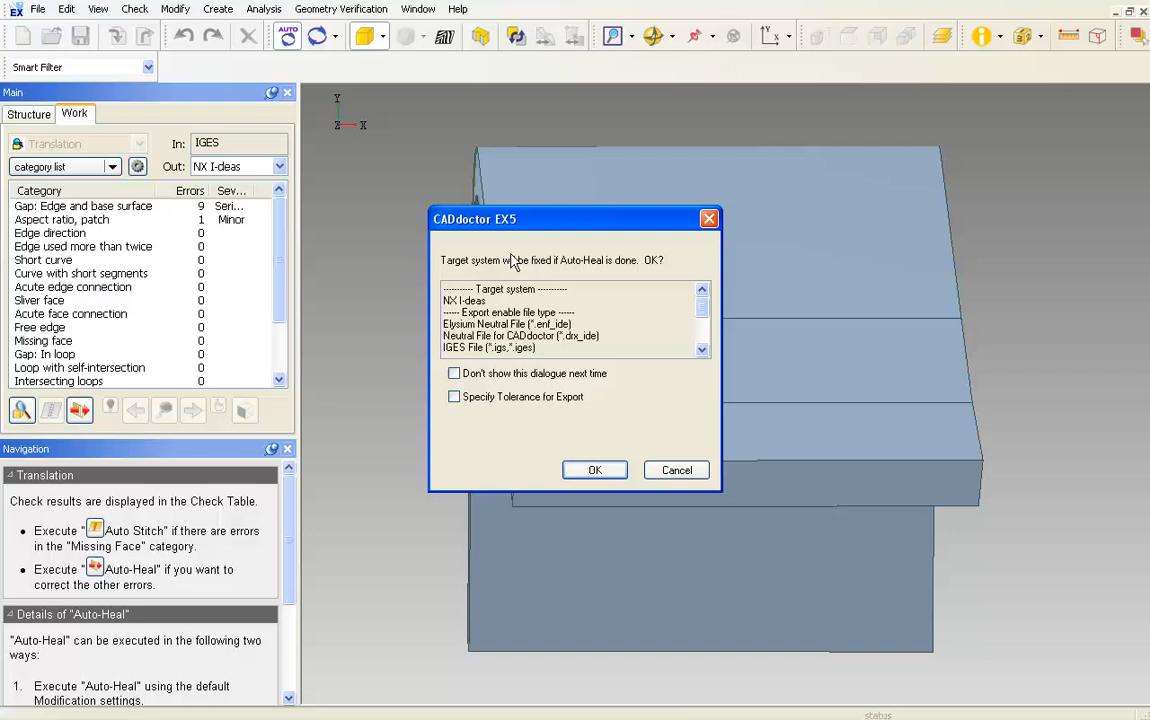 EX File Edit View Check Modify Create Analysis Geometry Verification Window Help
AUTO
Y X
Smart Filter
Main
Structure Work
Translation In: IGES
category list Out: NX I-deas
Category Errors Sev...
Gap: Edge and base surface 9 Seri...
Aspect ratio, patch 1 Minor
Edge direction 0
Edge used more than twice 0
Short curve 0
Curve with short segments 0
Acute edge connection 0
Sliver face 0
Acute face connection 0
Free edge 0
Missing face 0
Gap: In loop 0
Loop with self-intersection 0
Intersecting loops 0
Navigation
Translation
Check results are displayed in the Check Table.
Execute "Auto Stitch" if there are errors
in the "Missing Face" category.
Execute "Auto-Heal" if you want to
correct the other errors.
Details of "Auto-Heal"
"Auto-Heal" can be executed in the following two
ways:
1. Execute "Auto-Heal" using the default
Modification settings.
Y
Z X
CADdoctor EX5
Target system be fixed if Auto-Heal is done. OK?
---------- Target system ----------
NX I-deas
------ Export enable file type ------
Elysium Neutral File (*.enf_ide)
Neutral File for CADdoctor (*.drx_ide)
IGES File (*.igs,*.iges)
Don't show this dialogue next time
Specify Tolerance for Export
OK Cancel
status